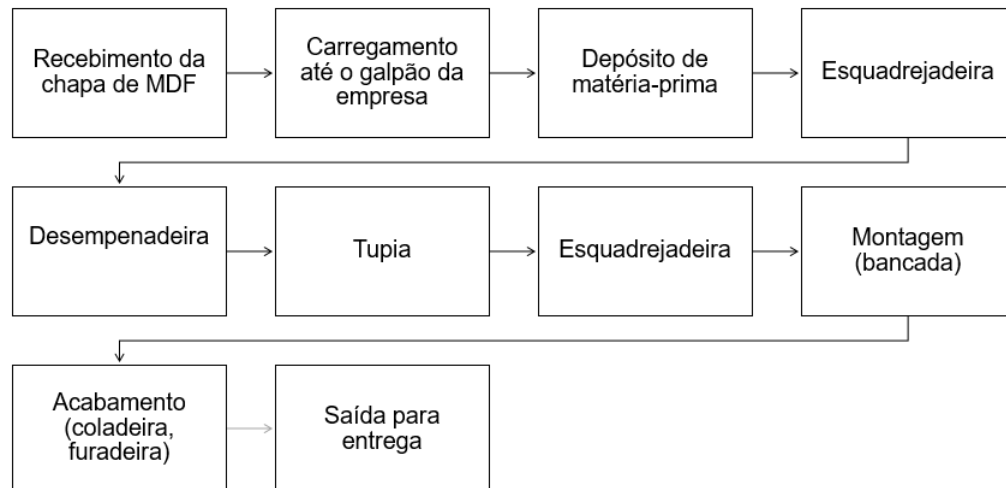 Recebimento da
chapa de MDF
Carregamento
até o galpão da
empresa
Depósito de
matéria-prima
Esquadrejadeira
Desempenadeira
Tupia
Esquadrejadeira
Montagem
(bancada)
Acabamento
(coladeira,
furadeira)
Saída para
entrega